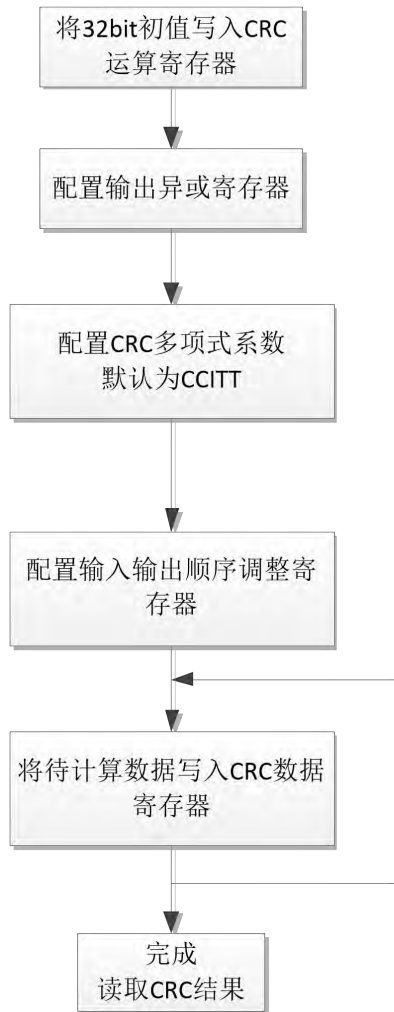 将32bit初值写入CRC
运算寄存器
配置输出异或寄存器
配置CRC多项式系数
默认为CCITT
配置输入输出顺序调整寄
存器
将待计算数据写入CRC数据
寄存器
完成
读取CRC结果